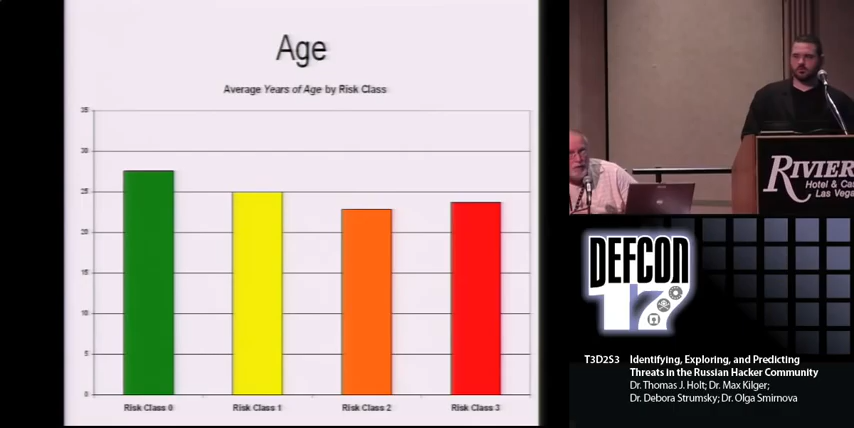 Age
Average Years of Age by Risk Class
35
30
25
20
15
10
5
0
Risk Class 0
Risk Class 1
Risk Class 2
Risk Class 3
RIVIER
Hotel & Ca
Las Vega
DEFCON
17
T3D2S3 Identifying, Exploring, and Predicting
Threats in the Russian Hacker Community
Dr. Thomas J. Holt; Dr. Max Kilger;
Dr. Debora Strumsky; Dr. Olga Smirnova